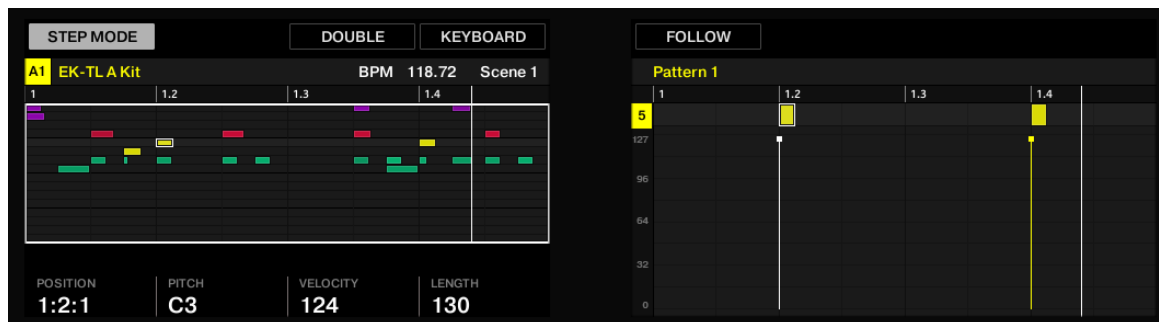 STEP MODE DOUBLE KEYBOARD
A1 EK-TL A Kit BPM 118.72 Scene 1
1 1.2 1.3 1.4
POSITION PITCH VELOCITY LENGTH
1:2:1 C3 124 130
FOLLOW
Pattern 1
1 1.2 1.3 1.4
5
127
96
64
32
0